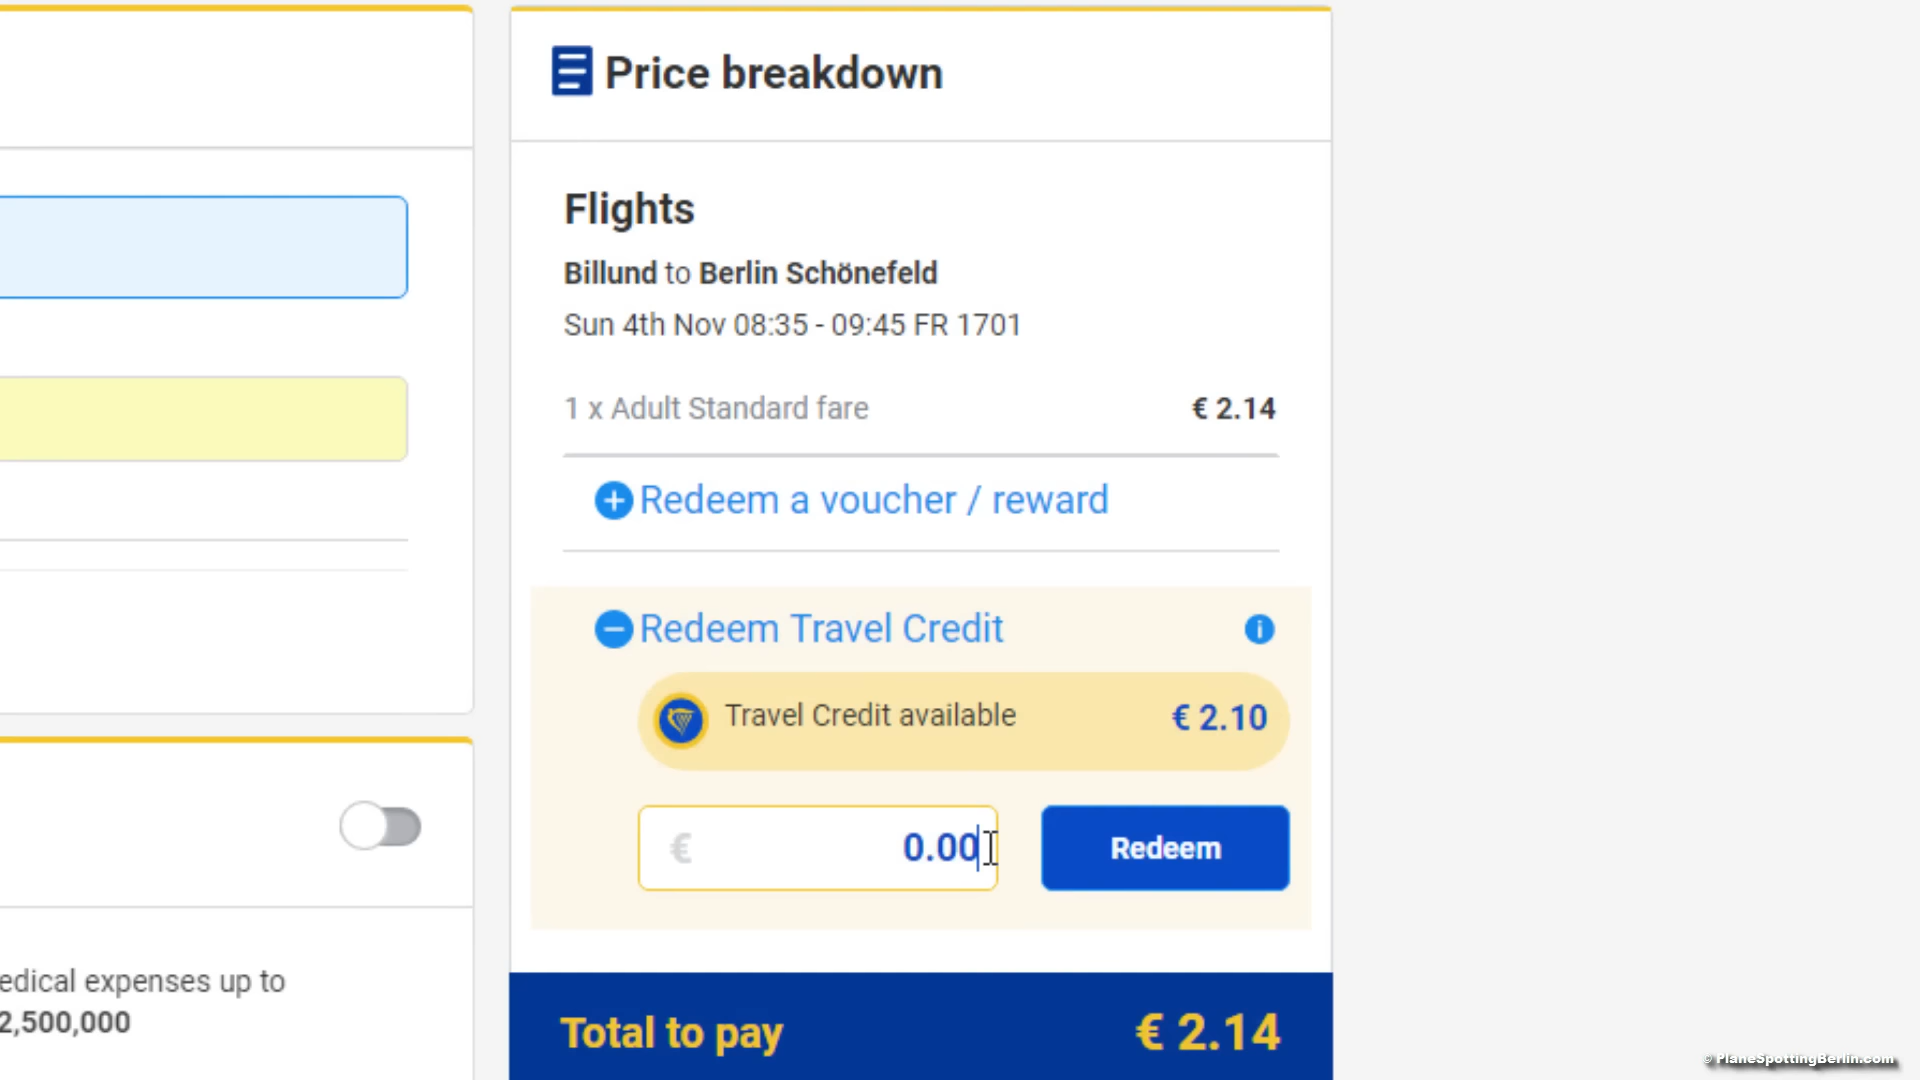 Price breakdown
Flights
Billund to Berlin Schönefeld
Sun 4th Nov 08:35 - 09:45 FR 1701
1 x Adult Standard fare € 2.14
Redeem a voucher / reward
Redeem Travel Credit
Travel Credit available € 2.10
€ 0.00 Redeem
Total to pay € 2.14
edical expenses up to
2,500,000
© PlaneSpottingBerlin.com